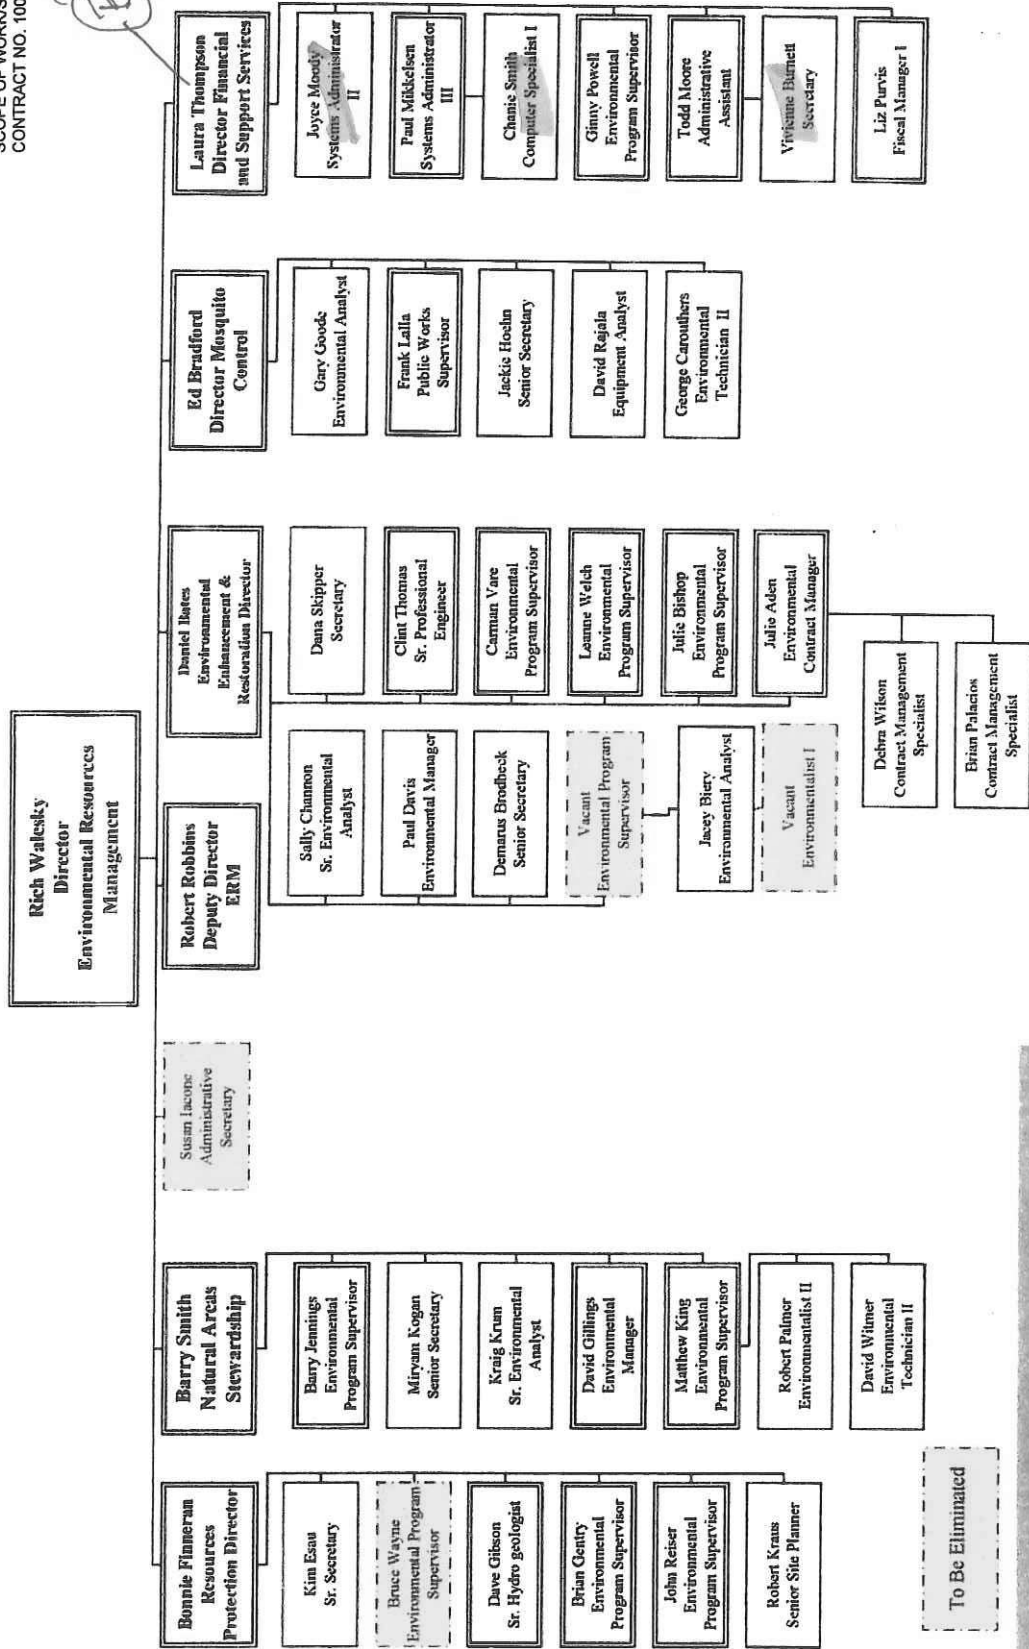 SCOPE OF WORK/S
CONTRACT NO. 100
Rich Walesky
Director
Environmental Resources
Management
Bonnie Finneran
Resources
Protection Director
Kim Esau
Sr. Secretary
Bruce Wayne
Environmental Program
Supervisor
Dave Gibson
Sr. Hydro geologist
Brian Gentry
Environmental
Program Supervisor
John Reiser
Environmental
Program Supervisor
Robert Kraus
Senior Site Planner
Barry Smith
Natural Areas
Stewardship
Barry Jennings
Environmental
Program Supervisor
Miryam Kogan
Senior Secretary
Kraig Krum
Sr. Environmental
Analyst
David Gillings
Environmental
Manager
Matthew King
Environmental
Program Supervisor
Robert Palmer
Environmentalist II
David Witmer
Environmental
Technician II
Susan Iacone
Administrative
Secretary
Robert Robbins
Deputy Director
ERM
Daniel Bates
Environmental
Enhancement &
Restoration Director
Sally Channon
Sr. Environmental
Analyst
Paul Davis
Environmental Manager
Demarus Brodbeck
Senior Secretary
Vacant
Environmental Program
Supervisor
Jacey Biery
Environmental Analyst
Vacant
Environmentalist I
Dana Skipper
Secretary
Clint Thomas
Sr. Professional
Engineer
Carman Vare
Environmental
Program Supervisor
Leanne Welch
Environmental
Program Supervisor
Julie Bishop
Environmental
Program Supervisor
Julie Aden
Environmental
Contract Manager
Debra Wilson
Contract Management
Specialist
Brian Palacios
Contract Management
Specialist
Ed Bradford
Director Mosquito
Control
Gary Goode
Environmental Analyst
Frank Lalla
Public Works
Supervisor
Jackie Hoehn
Senior Secretary
David Rajala
Equipment Analyst
George Carouthers
Environmental
Technician II
Laura Thompson
Director Financial
and Support Services
Joyce Moody
Systems Administrator
II
Paul Mikkelsen
Systems Administrator
III
Chanie Smith
Computer Specialist I
Ginny Powell
Environmental
Program Supervisor
Todd Moore
Administrative
Assistant
Vivienne Burnett
Secretary
Liz Purvis
Fiscal Manager I
To Be Eliminated